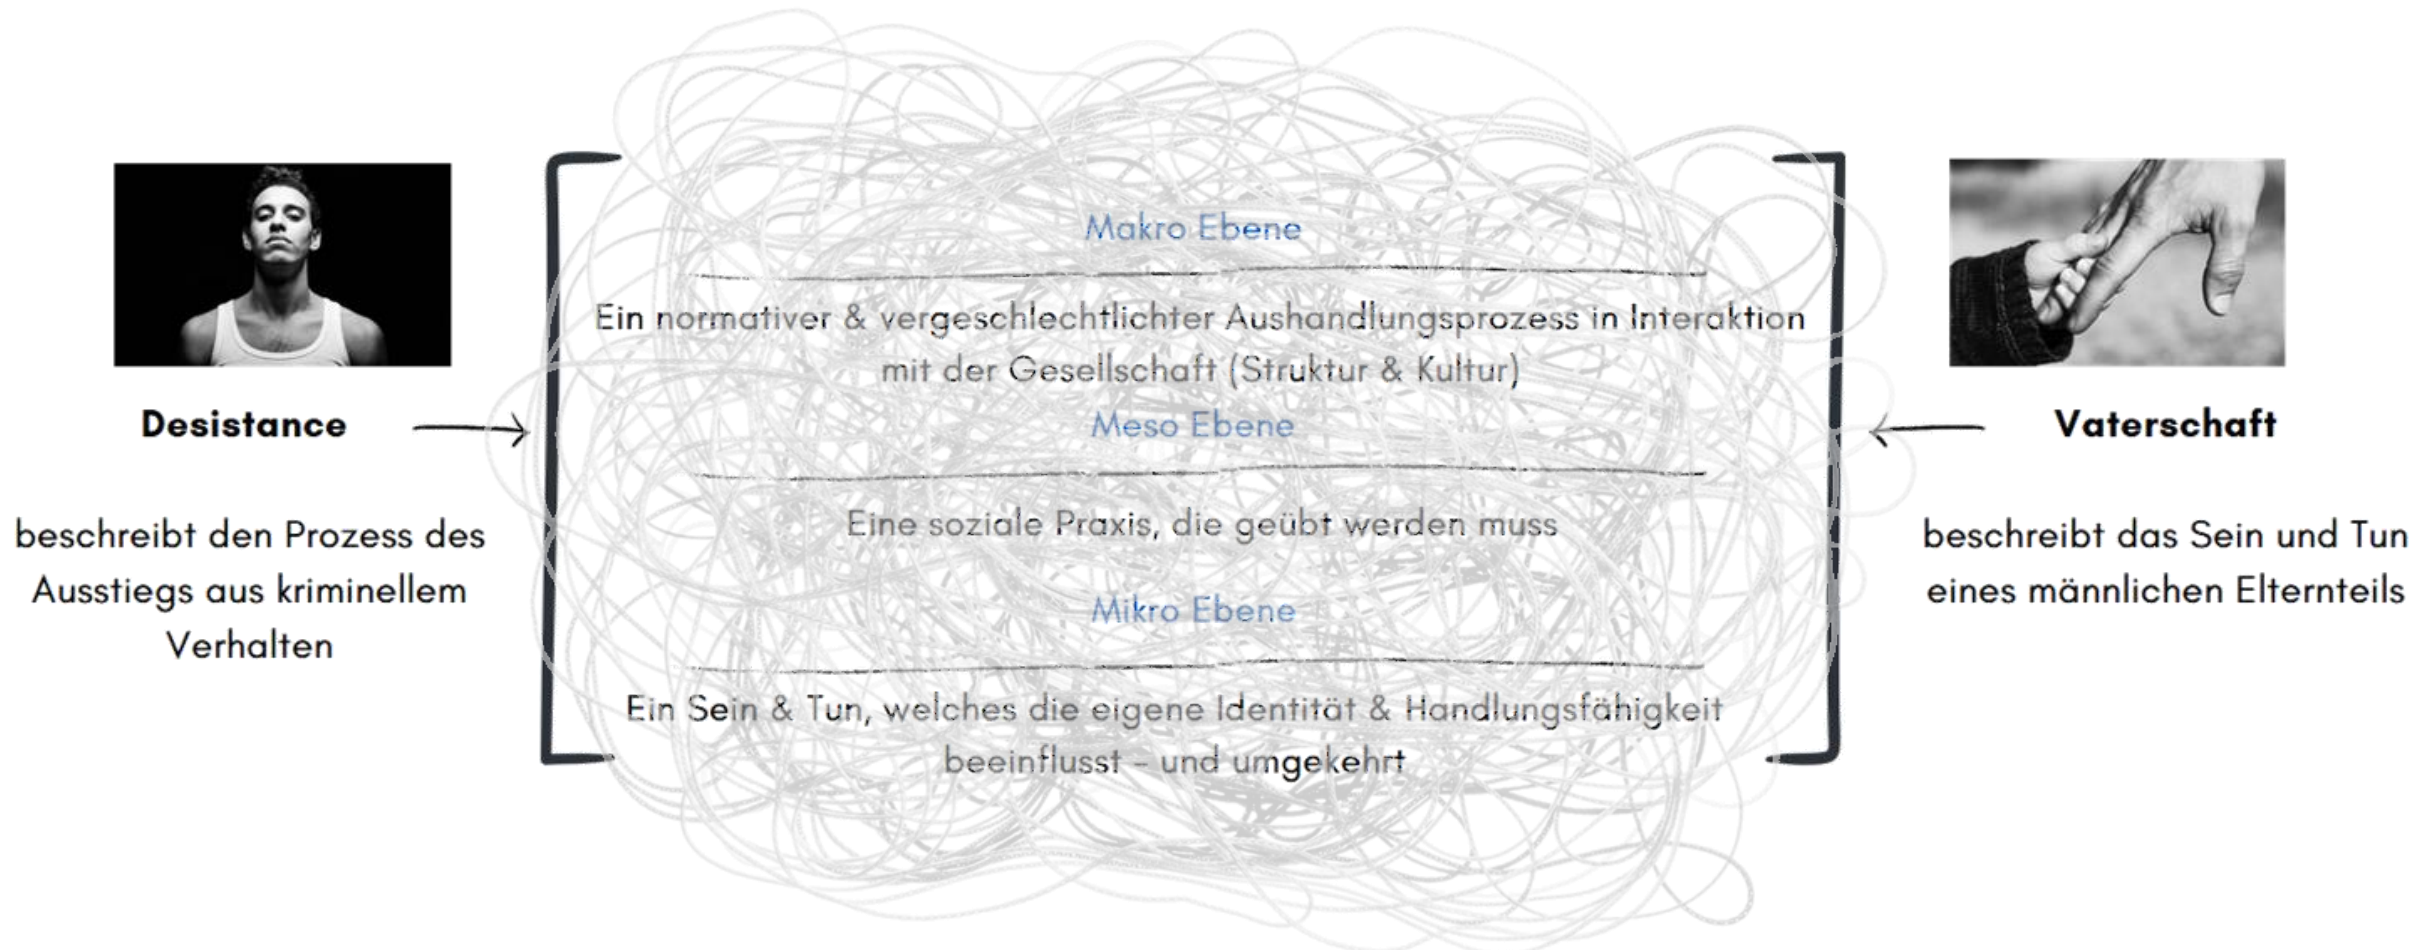 Desistance
beschreibt den Prozess des
Ausstiegs aus kriminellem
Verhalten
Makro Ebene
Ein normativer & vergeschlechtlichter Aushandlungsprozess in Interaktion
mit der Gesellschaft (Struktur & Kultur)
Meso Ebene
Eine soziale Praxis, die geübt werden muss
Mikro Ebene
Ein Sein & Tun, welches die eigene Identität & Handlungsfähigkeit
beeinflusst – und umgekehrt
Vaterschaft
beschreibt das Sein und Tun
eines männlichen Elternteils